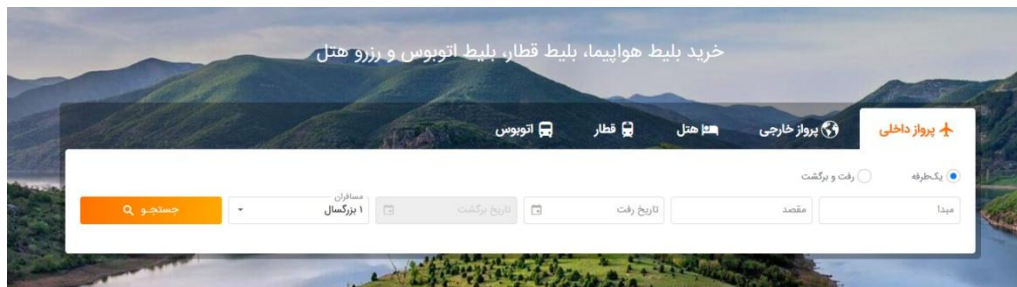 خرید بلیط هواپیما، بلیط قطار، بلیط اتوبوس و رزرو هتل
پرواز داخلی پرواز خارجی هتل قطار اتوبوس
یک‌طرفه رفت و برگشت
مسافران
مبدا مقصد تاریخ رفت تاریخ برگشت ۱ بزرگسال جستجـو